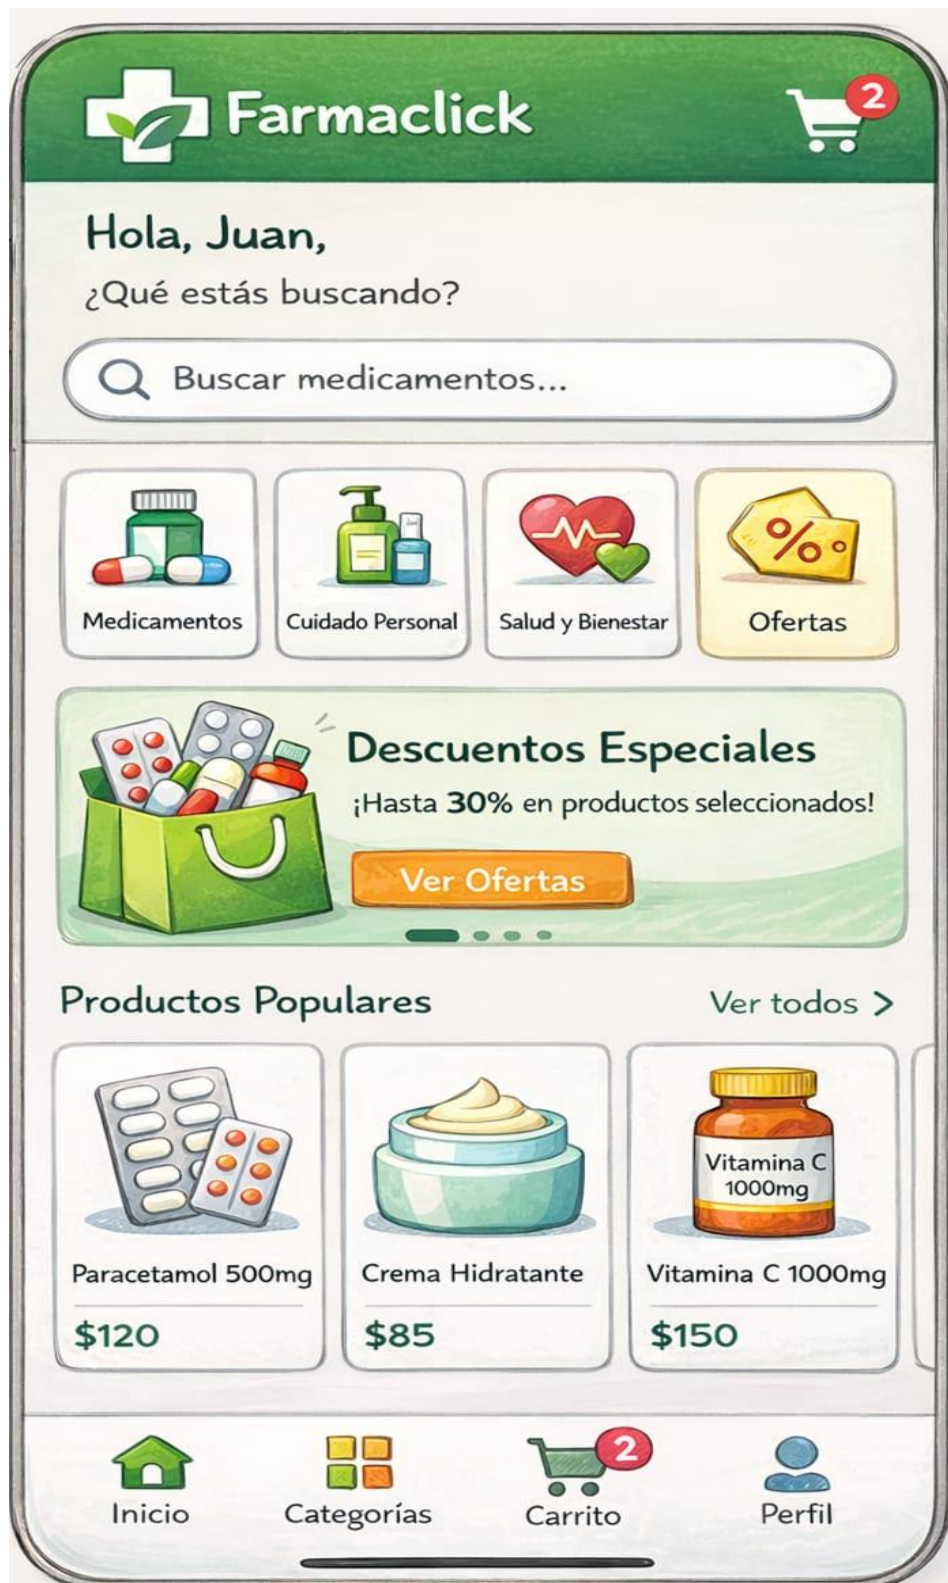 Farmaclick
2
Hola, Juan,
¿Qué estás buscando?
Buscar medicamentos...
Medicamentos
Cuidado Personal
Salud y Bienestar
%
Ofertas
Descuentos Especiales
¡Hasta 30% en productos seleccionados!
Ver Ofertas
Productos Populares
Ver todos >
Vitamina C
1000mg
Paracetamol 500mg
Crema Hidratante
Vitamina C 1000mg
$120
$85
$150
2
Inicio
Categorías
Carrito
Perfil